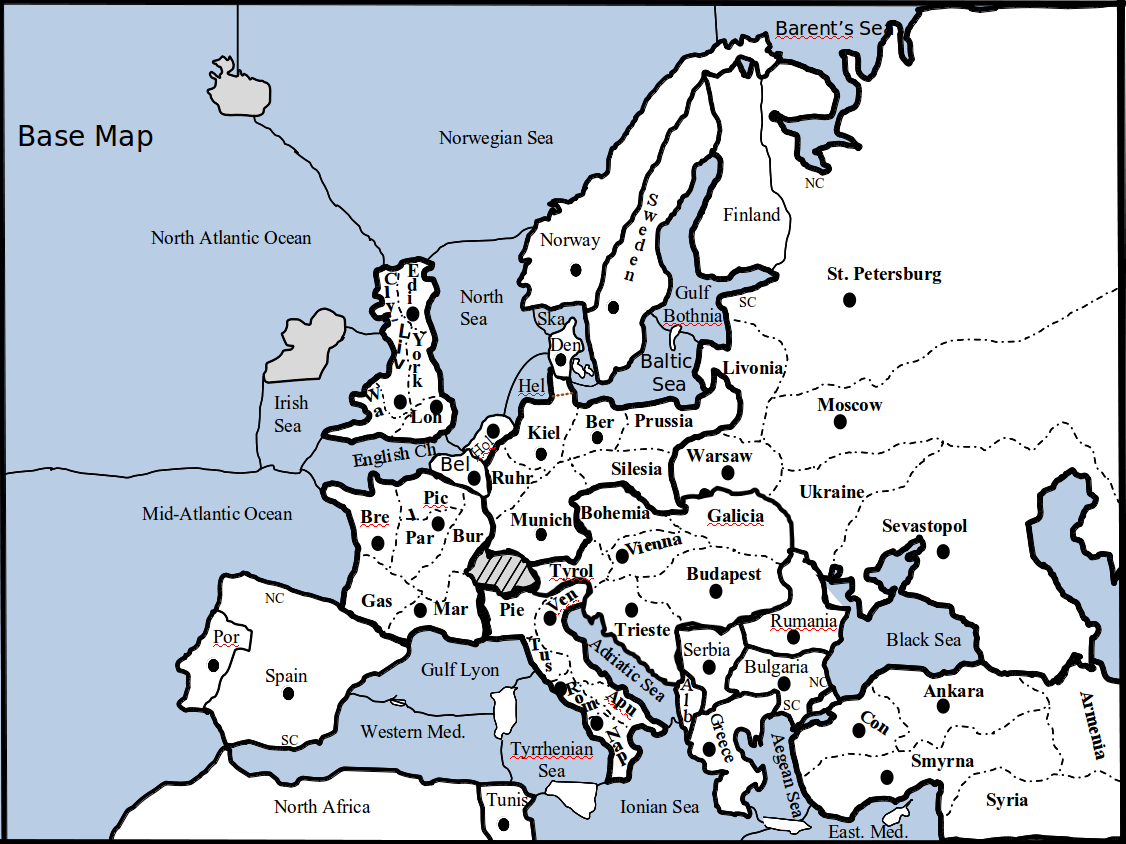 Barent's Sea
Base Map
Norwegian Sea
NC
Sweden
Finland
North Atlantic Ocean
Norway
Edi
Cly
St. Petersburg
North
Sea
Gulf
Bothnia
SC
Ska
Liv
York
Den
Baltic
Sea
Livonia
Hel
Wa
Irish
Sea
Lon
Moscow
Kiel
Ber
Prussia
Hol
English Ch
Bel
Warsaw
Silesia
Ruhr
Ukraine
Pic
Mid-Atlantic Ocean
Bre
Par
Bur
Munich
Bohemia
Galicia
Sevastopol
Vienna
Tyrol
Budapest
NC
Gas
Mar
Pie
Ven
Trieste
Rumania
Por
Tus
Serbia
Black Sea
Gulf Lyon
Adriatic Sea
Bulgaria
Spain
NC
Alb
Rom
Apu
Ankara
SC
Armenia
Con
Greece
Western Med.
SC
Nap
Tyrrhenian
Sea
Aegean Sea
Smyrna
North Africa
Tunis
Ionian Sea
Syria
East. Med.